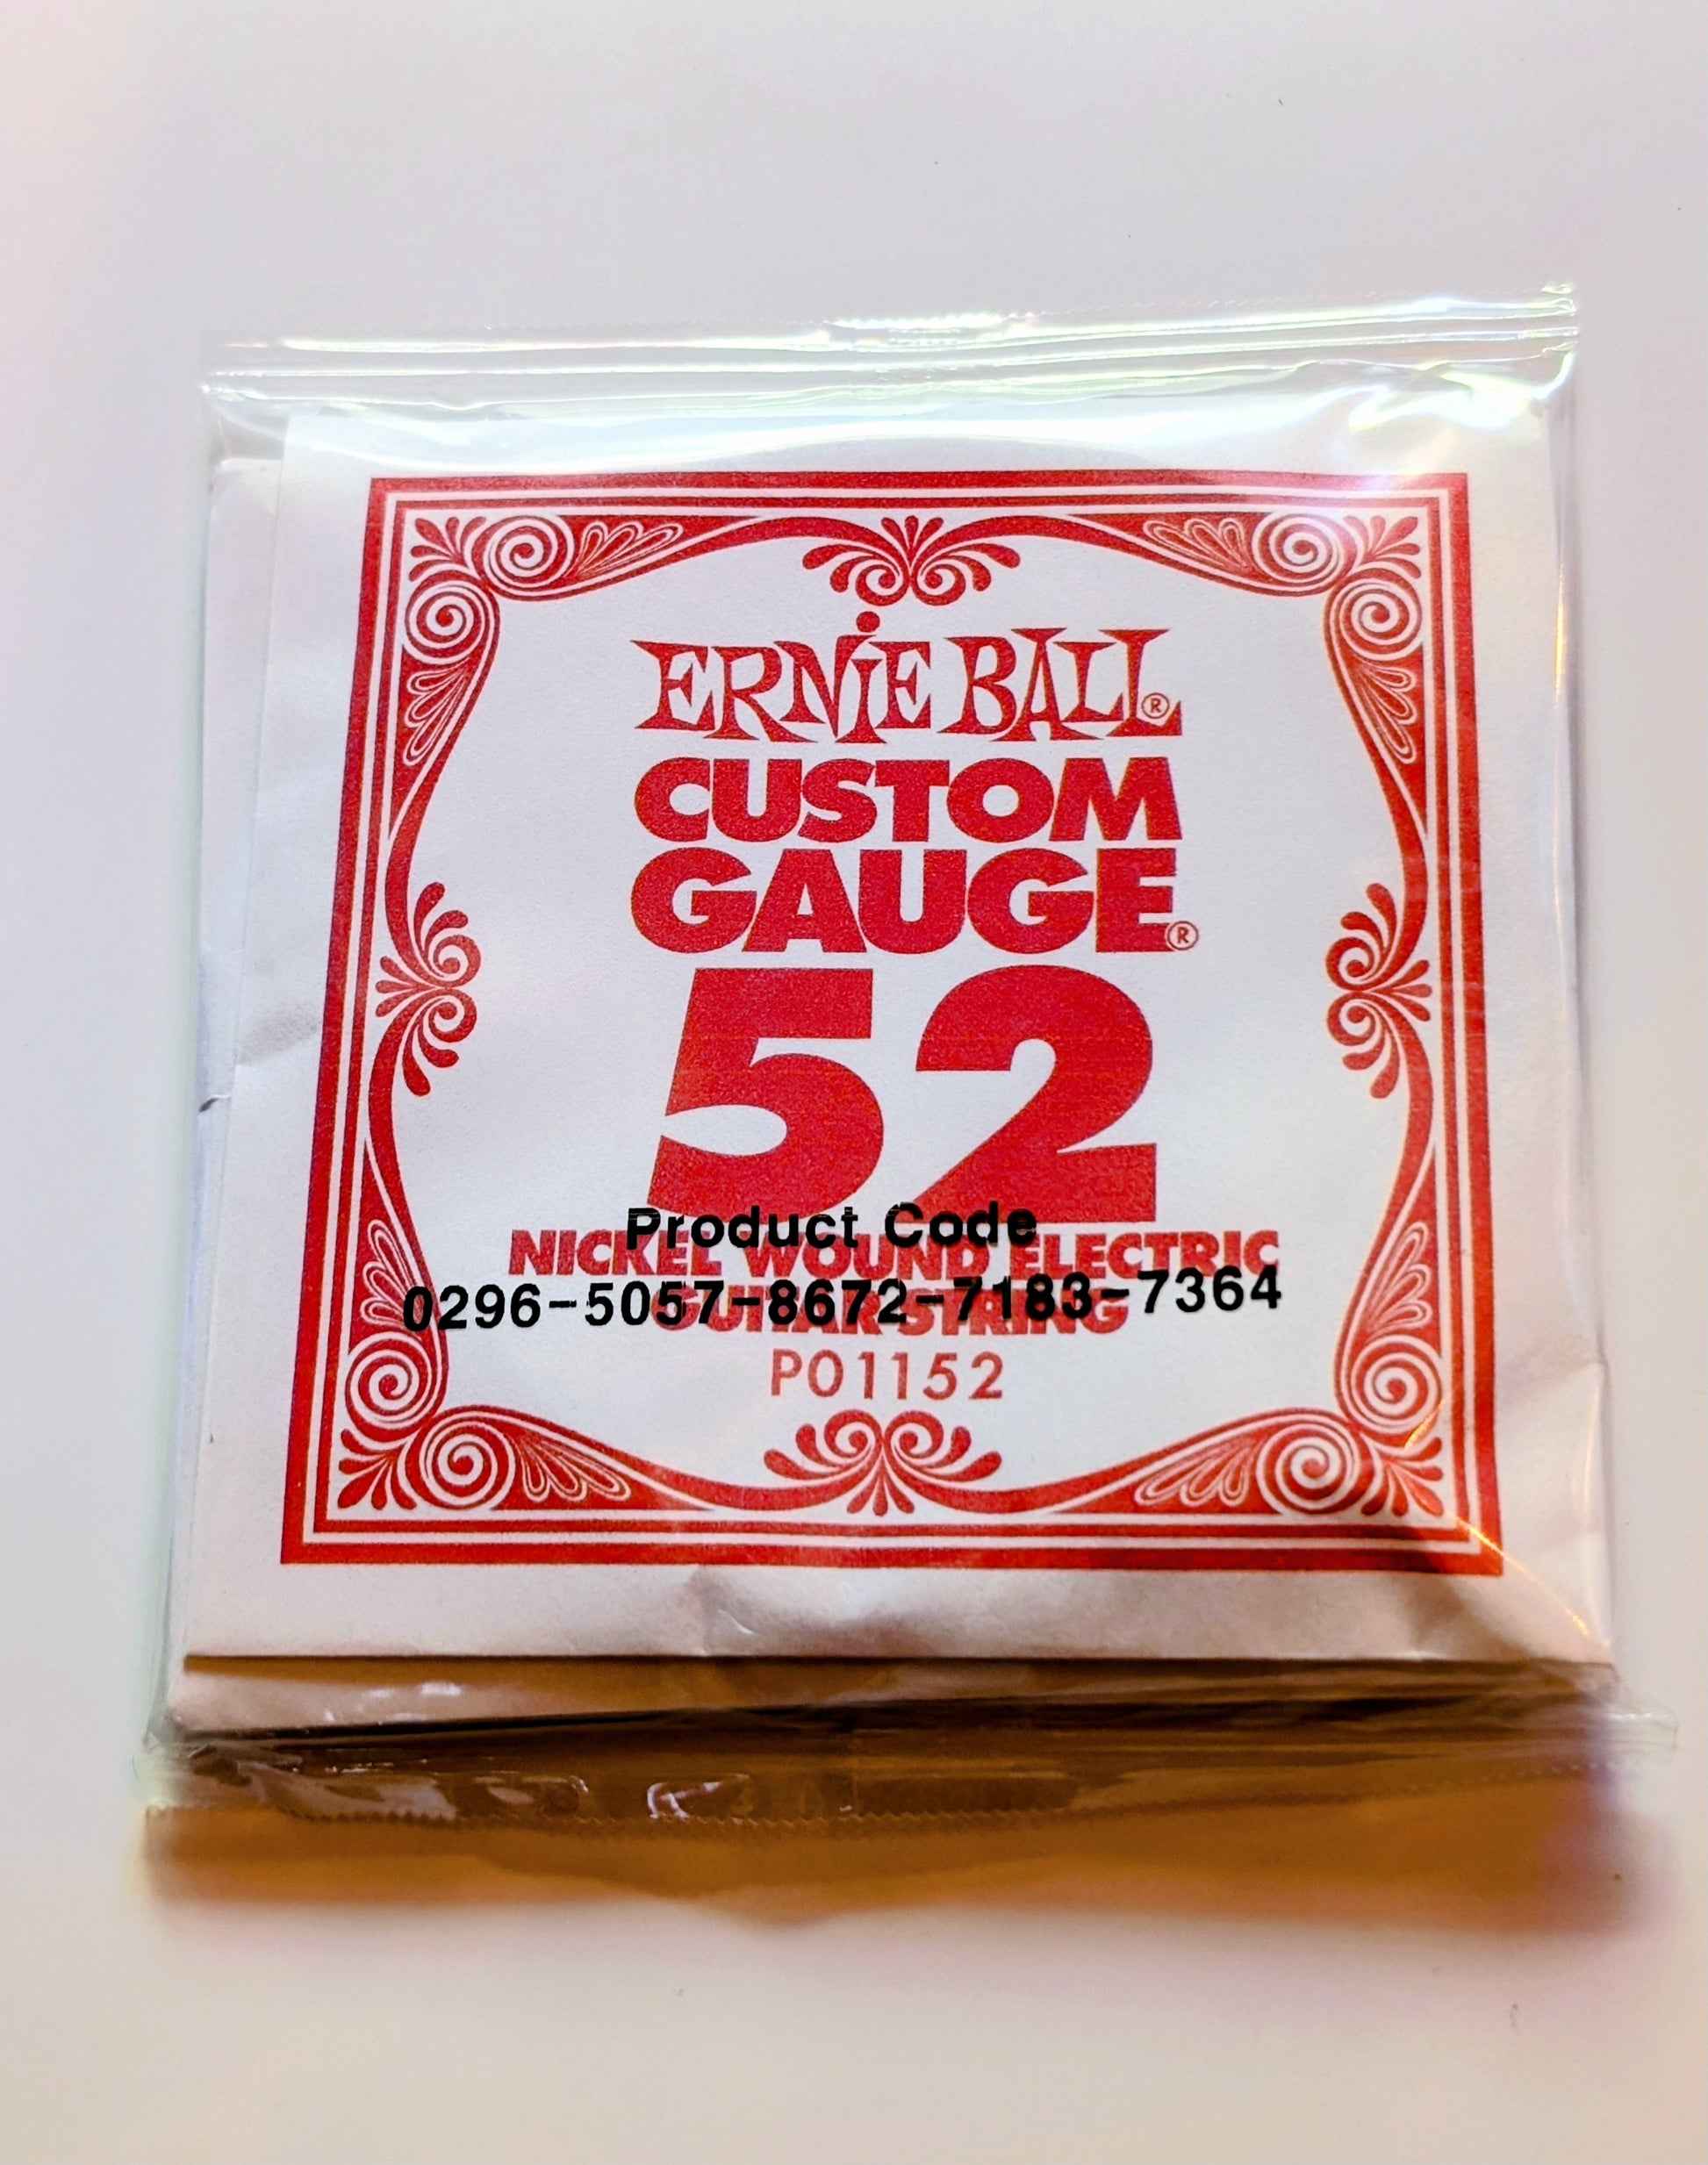 ERNiE BALL®
CUSTOM
GAUGE®
52
Product Code
NICKEL WOUND ELECTRIC
0296-5057-8672-7183-7364
GUITAR STRING
P01152